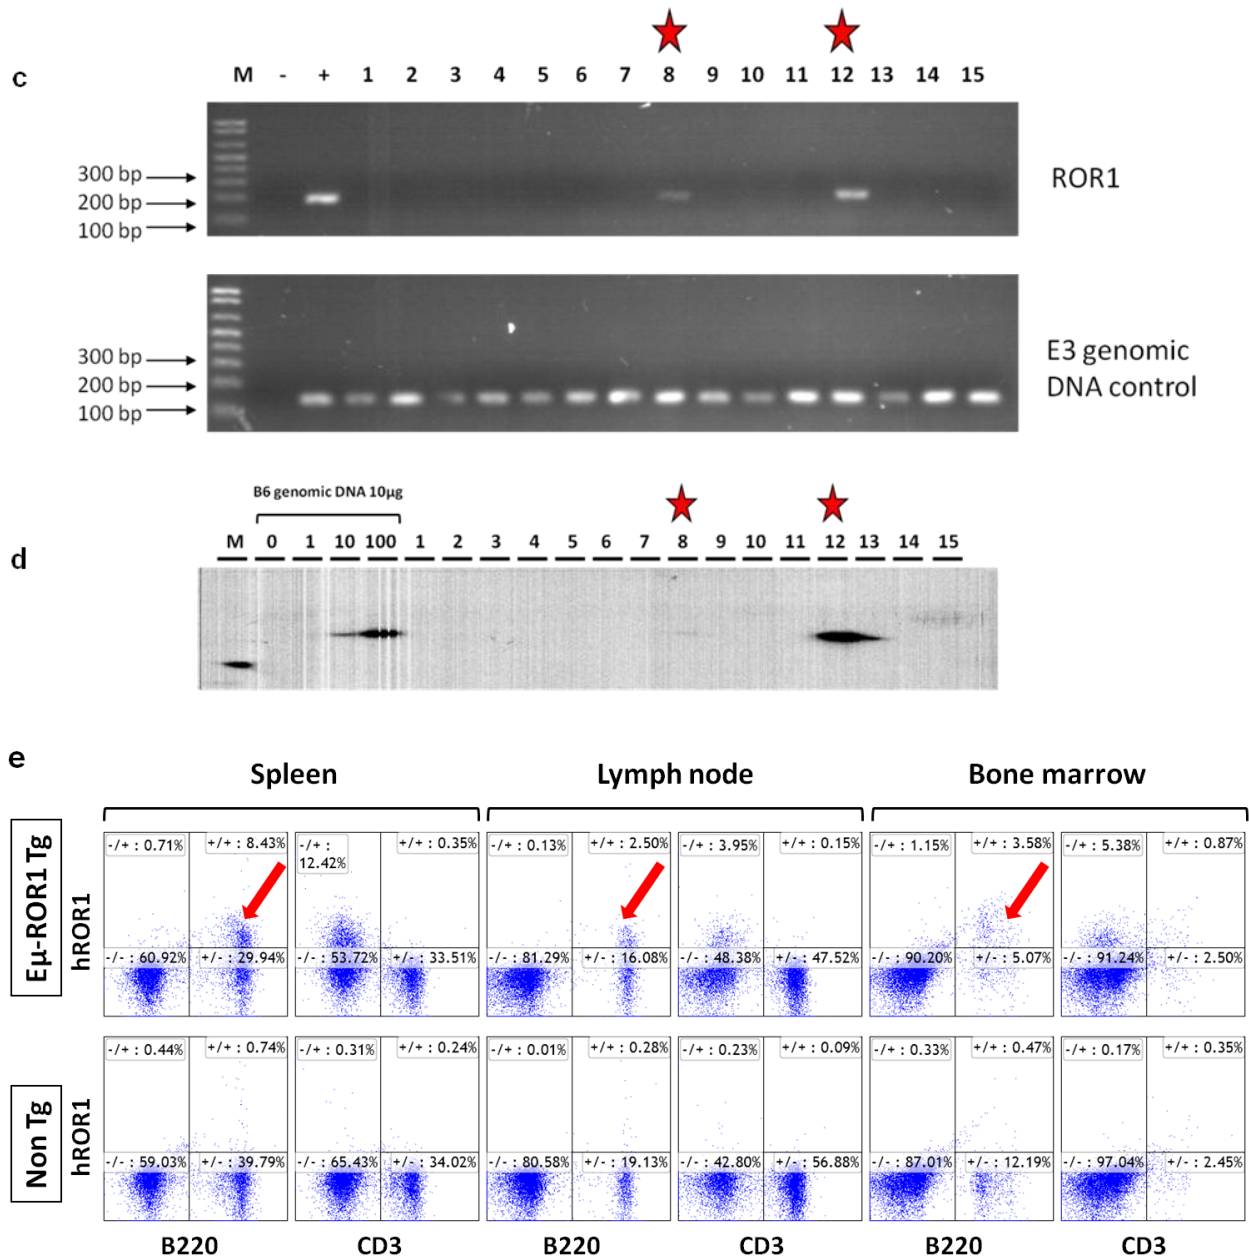 c
M - + 1 2 3 4 5 6 7 8 9 10 11 12 13 14 15
300 bp
200 bp
100 bp
ROR1
300 bp
200 bp
100 bp
E3 genomic
DNA control
B6 genomic DNA 10µg
d
M 0 1 10 100 1 2 3 4 5 6 7 8 9 10 11 12 13 14 15
e
Spleen Lymph node Bone marrow
Eµ-ROR1 Tg
hROR1
-/+ : 0.71% +/+ : 8.43% -/+ : +/+ : 0.35% -/+ : 0.13% +/+ : 2.50% -/+ : 3.95% +/+ : 0.15% -/+ : 1.15% +/+ : 3.58% -/+ : 5.38% +/+ : 0.87%
12.42%
-/- : 60.92% +/- : 29.94% -/- : 53.72% +/- : 33.51% -/- : 81.29% +/- : 16.08% -/- : 48.38% +/- : 47.52% -/- : 90.20% +/- : 5.07% -/- : 91.24% +/- : 2.50%
Non Tg
hROR1
-/+ : 0.44% +/+ : 0.74% -/+ : 0.31% +/+ : 0.24% -/+ : 0.01% +/+ : 0.28% -/+ : 0.23% +/+ : 0.09% -/+ : 0.33% +/+ : 0.47% -/+ : 0.17% +/+ : 0.35%
-/- : 59.03% +/- : 39.79% -/- : 65.43% +/- : 34.02% -/- : 80.58% +/- : 19.13% -/- : 42.80% +/- : 56.88% -/- : 87.01% +/- : 12.19% -/- : 97.04% +/- : 2.45%
B220 CD3 B220 CD3 B220 CD3